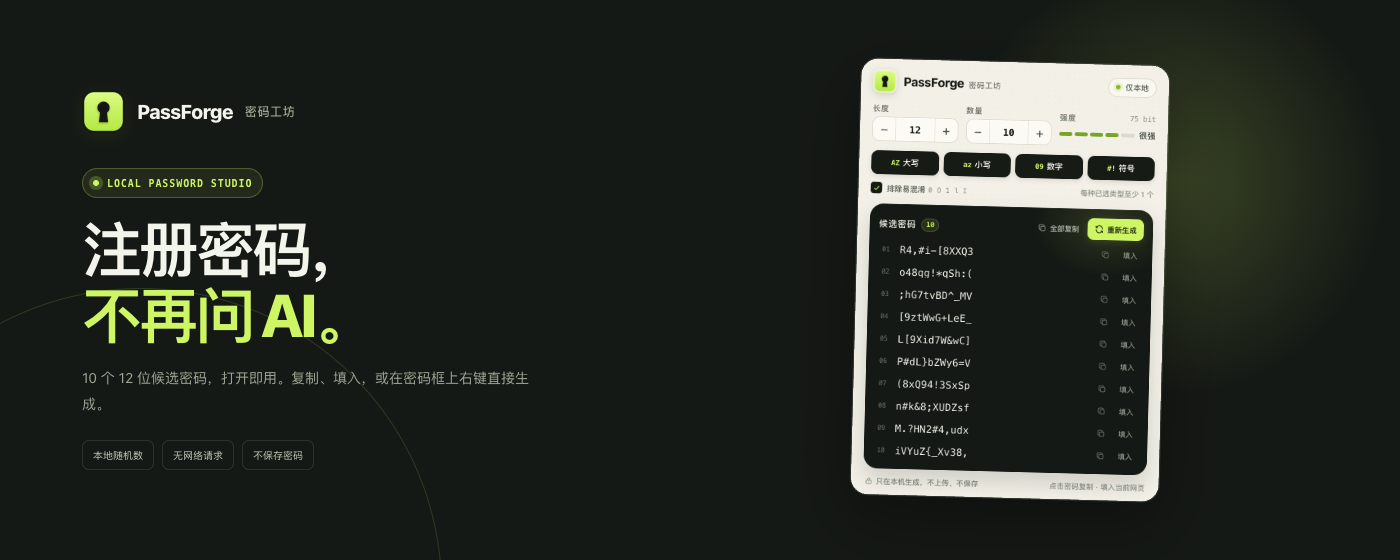 PassForge 密码工坊
LOCAL PASSWORD STUDIO
注册密码,
不再问 AI。
10 个 12 位候选密码，打开即用。复制、填入，或在密码框上右键直接生
成。
本地随机数 无网络请求 不保存密码
PassForge 密码工坊 仅本地
长度 数量 强度 75 bit
− 12 + − 10 + 很强
AZ 大写 az 小写 09 数字 #! 符号
排除易混淆 0 O 1 l I 每种已选类型至少 1 个
候选密码 10 全部复制 重新生成
01 R4,#i−[8XXQ3 填入
02 o48qg!∗qSh:( 填入
03 ;hG7tvBD^_MV 填入
04 [9ztWwG+LeE_ 填入
05 L[9Xid7W&wC] 填入
06 P#dL}bZWy6=V 填入
07 (8xQ94!3SxSp 填入
08 n#k&8;XUDZsf 填入
09 M.?HN2#4,udx 填入
10 iVYuZ{_Xv38, 填入
只在本机生成，不上传、不保存 点击密码复制 · 填入当前网页